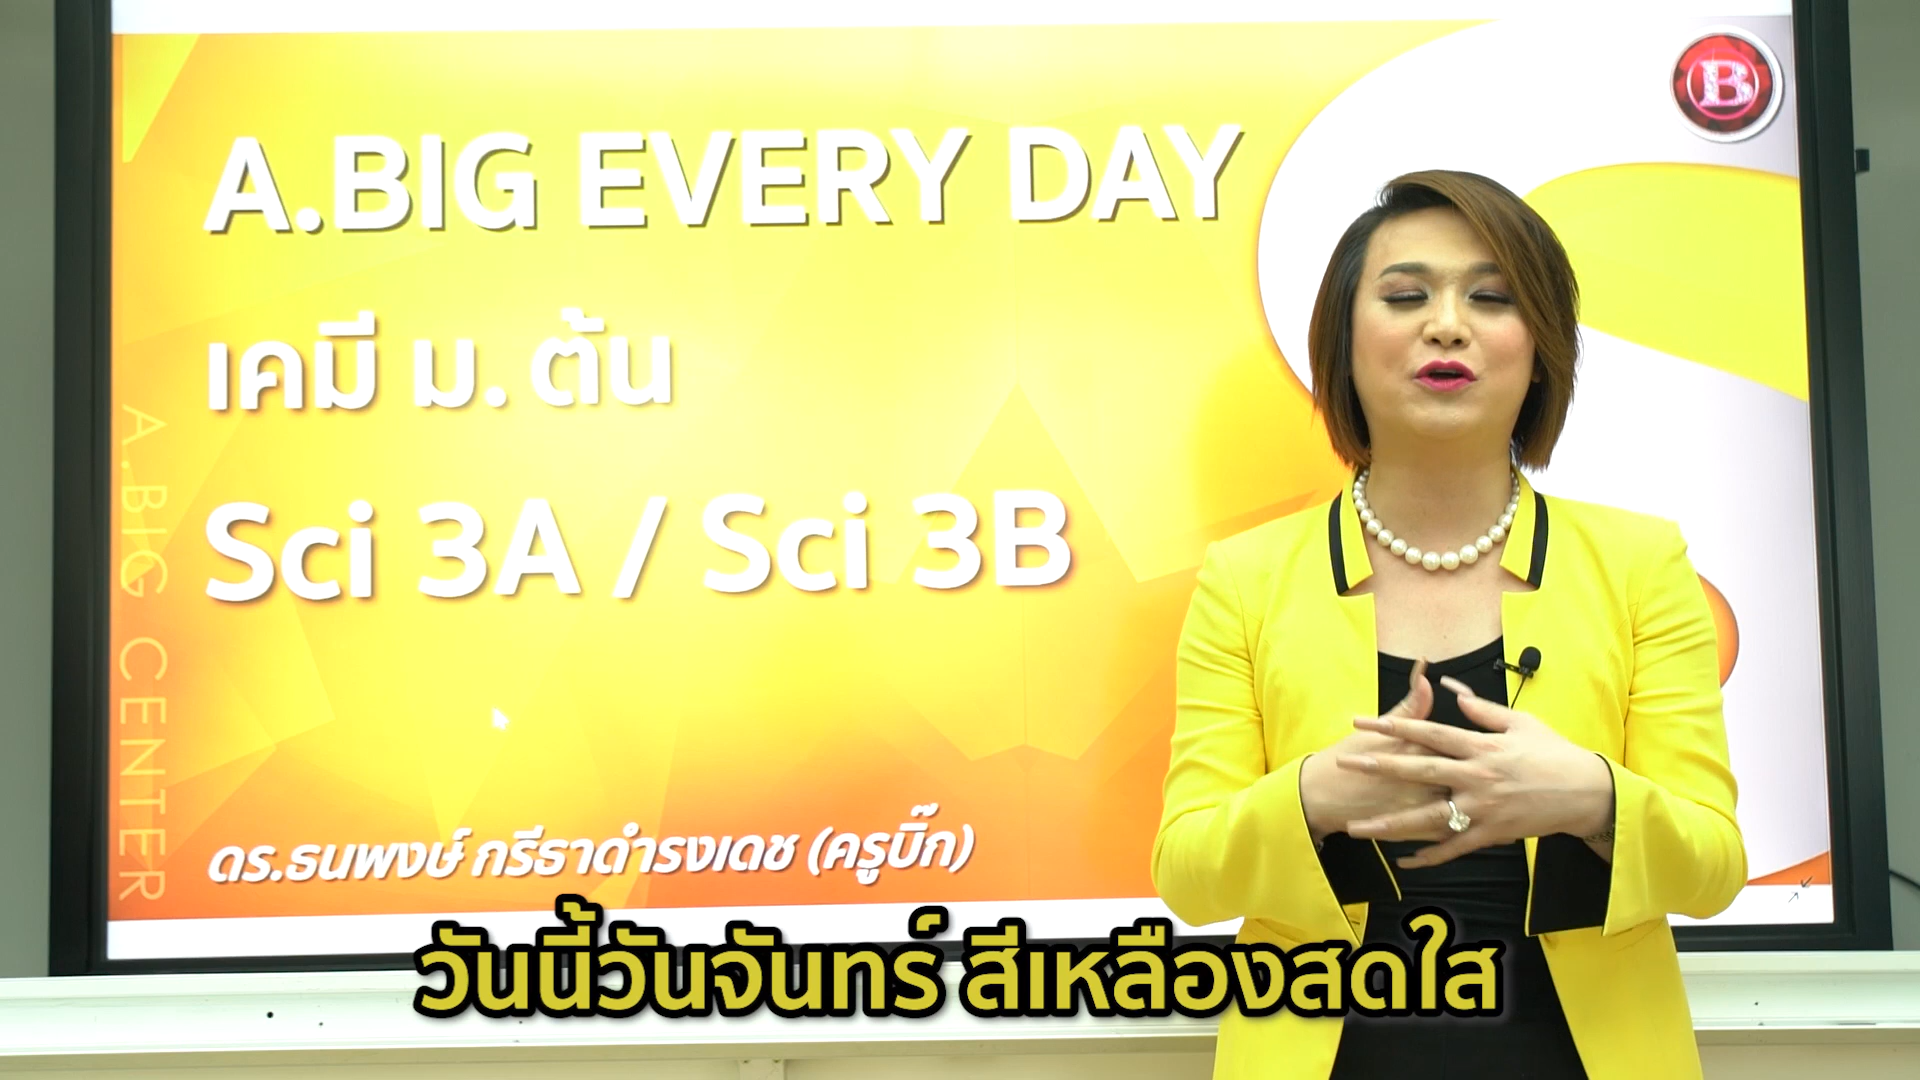 B
A.BIG EVERY DAY
เคมี ม. ต้น
Sci 3A / Sci 3B
A.BIG CENTER
ดร.ธนพงษ์ กรีธาดำรงเดช (ครูบิ๊ก)
วันนี้วันจันทร์ สีเหลืองสดใส